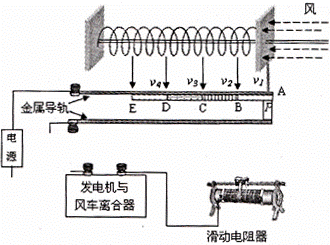 风
v4 v3 v2 v1
A
E D C B F
金属导轨
电源
发电机与
风车离合器
滑动电阻器